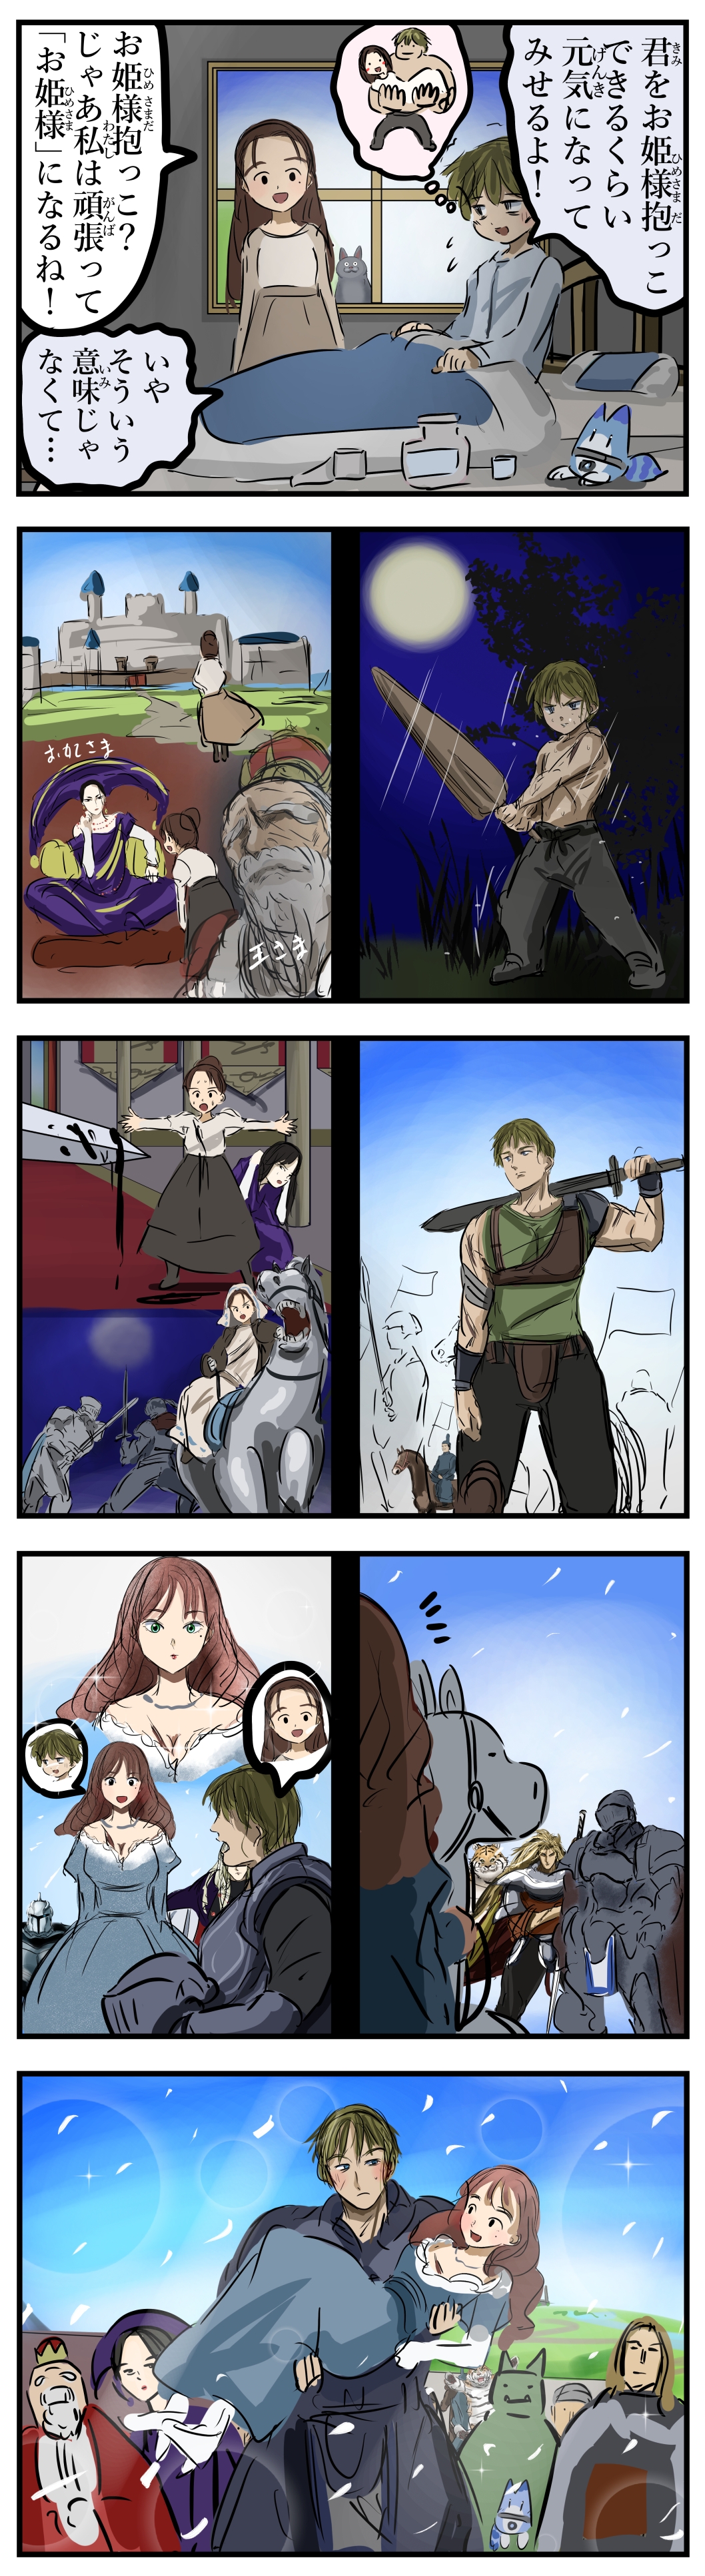 君をお姫様抱っこ
できるくらい
元気になって
みせるよ！
お姫様抱っこ？
じゃあ私は頑張って
「お姫様」になるね！
いや
そういう
意味じゃ
なくて…
おひめさま
王さま